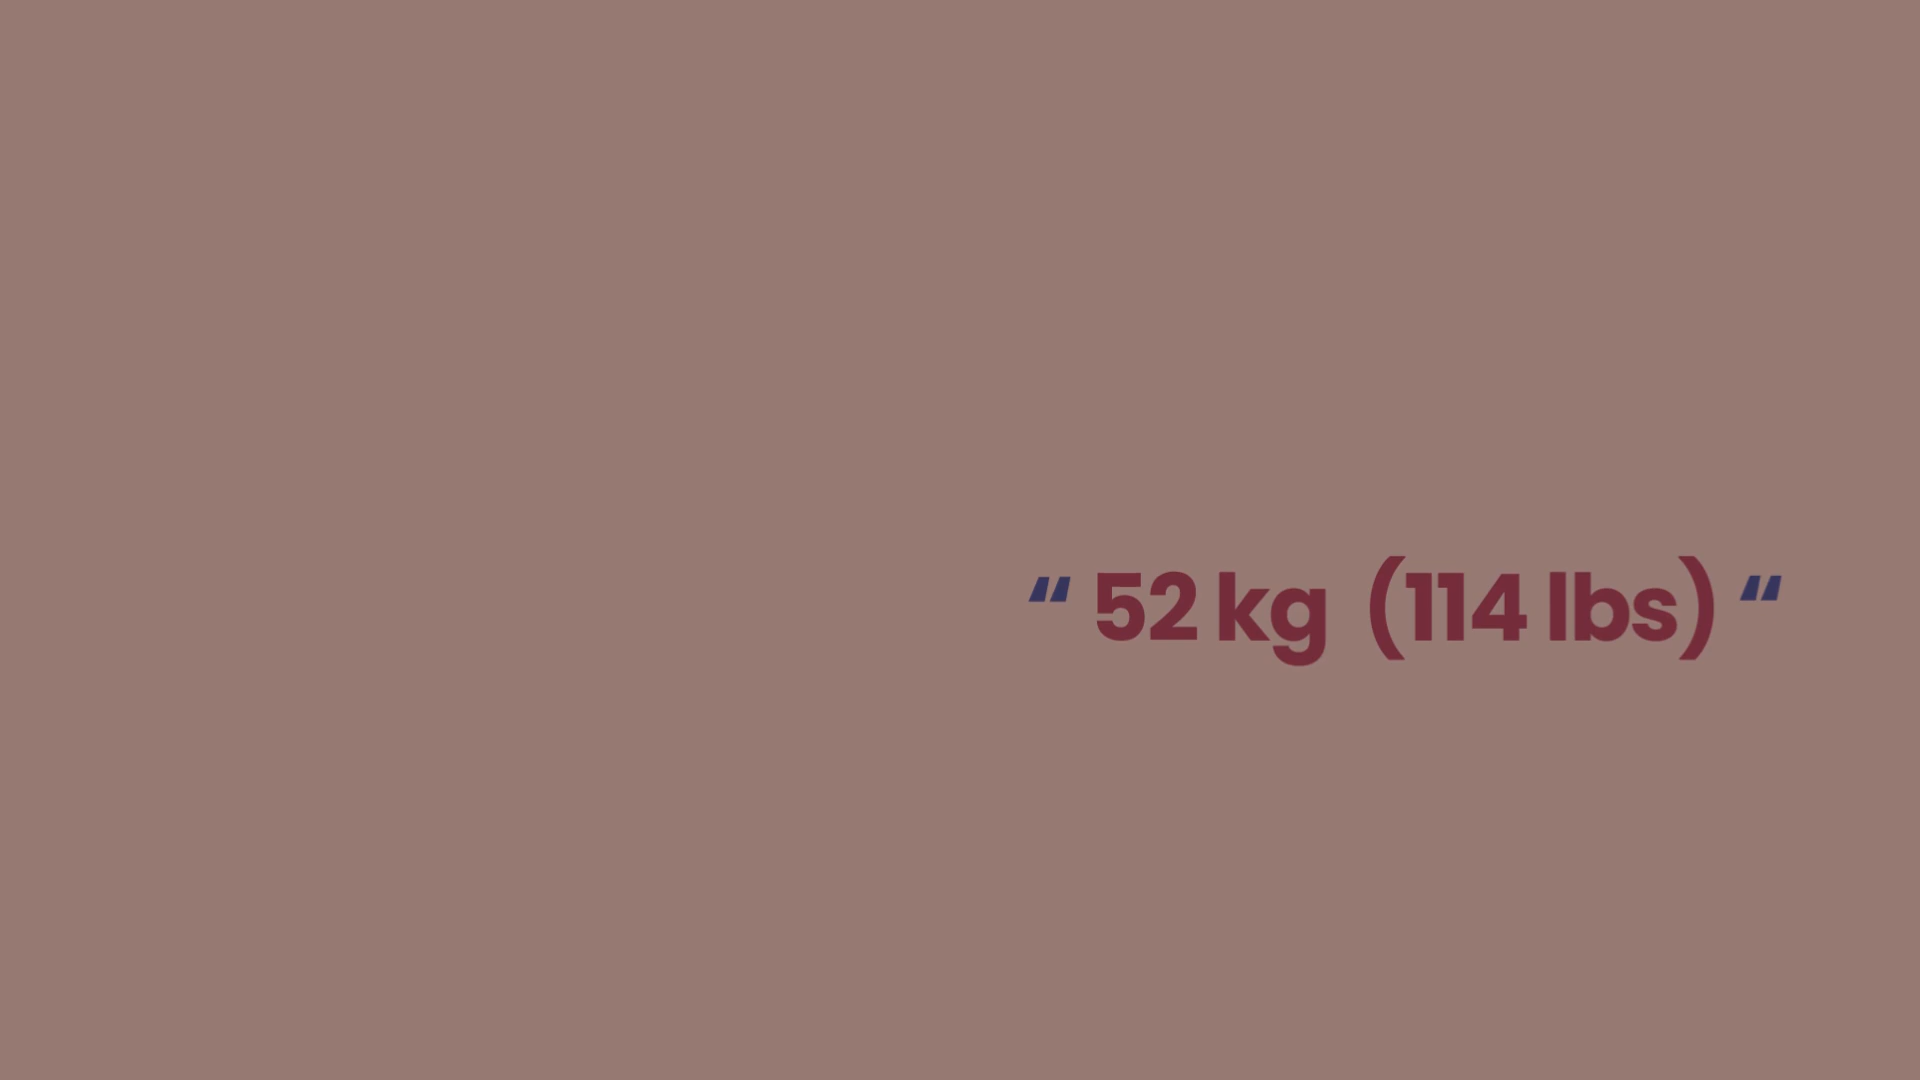 “ 52 kg (114 lbs) “